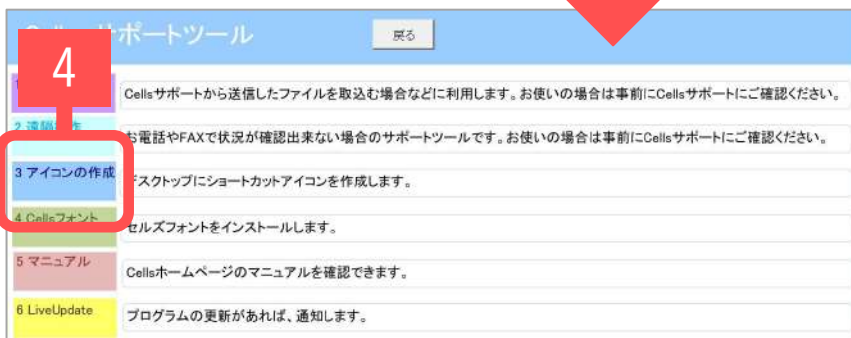 サポートツール
戻る
4
Cellsサポートから送信したファイルを取込む場合などに利用します。お使いの場合は事前にCellsサポートにご確認ください。
2 遠隔操作
お電話やFAXで状況が確認出来ない場合のサポートツールです。お使いの場合は事前にCellsサポートにご確認ください。
3 アイコンの作成
デスクトップにショートカットアイコンを作成します。
4 Cellsフォント
セルズフォントをインストールします。
5 マニュアル
Cellsホームページのマニュアルを確認できます。
6 LiveUpdate
プログラムの更新があれば、通知します。